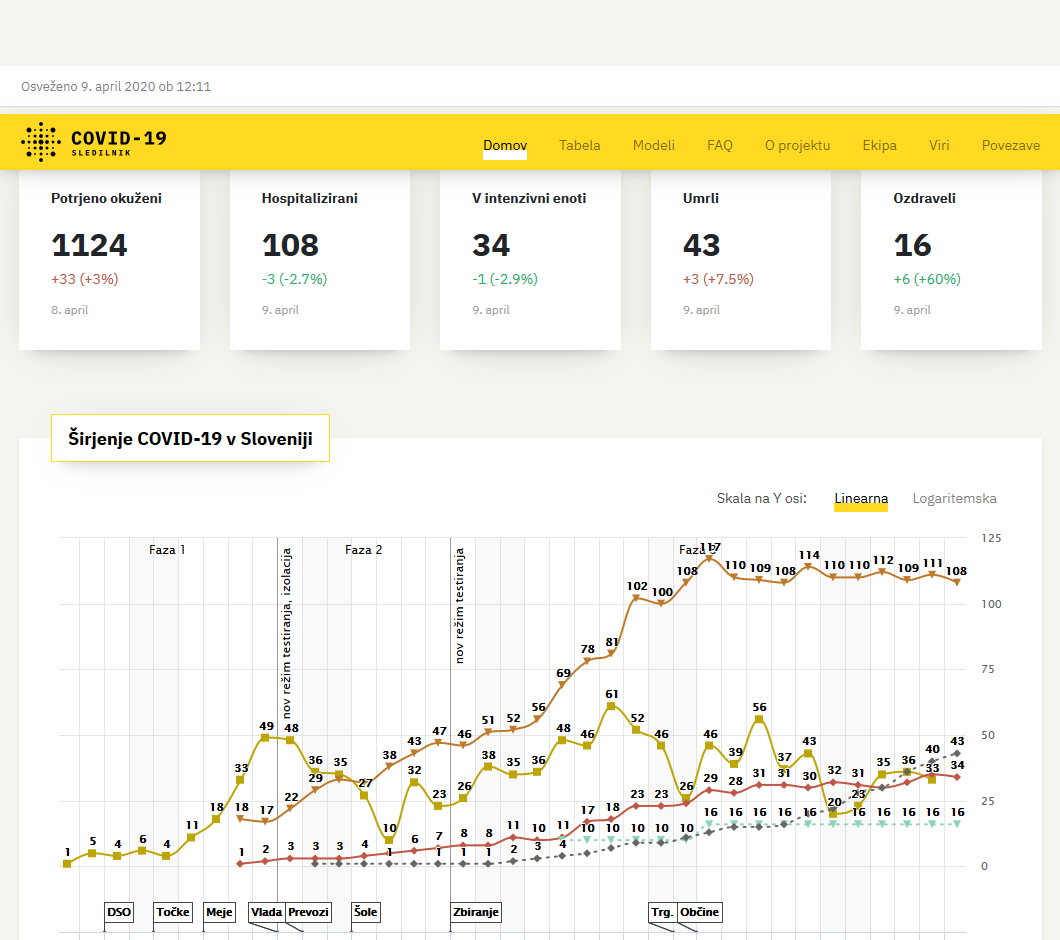 Osveženo 9. april 2020 ob 12:11
COVID-19
SLEDILNIK
Domov Tabela Modeli FAQ O projektu Ekipa Viri Povezave
Potrjeno okuženi Hospitalizirani V intenzivni enoti Umrli Ozdraveli
1124 108 34 43 16
+33 (+3%) -3 (-2.7%) -1 (-2.9%) +3 (+7.5%) +6 (+60%)
8. april 9. april 9. april 9. april 9. april
Širjenje COVID-19 v Sloveniji
Skala na Y osi: Linearna Logaritemska
Faza 1 Faza 2
nov režim testiranja, izolacija
nov režim testiranja
125
100
75
50
25
0
102 100 108 117 110 109 108 114 110 110 112 109 111 108
18 17 22 29 35 27 38 43 47 46 51 52 56 69 78 81
1 5 4 6 4 11 18 33 49 48 36 10 32 23 26 38 35 36 48 46 61 52 46 26 46 39 56 37 43 20 23 35 36 33
1 2 3 3 3 4 1 6 7 8 8 11 10 11 17 18 23 23 29 28 31 31 30 32 31 40 34
1 1 1 2 3 4 43
10 10 10 10 10 16 16 16 16 16 16 16 16 16 16
DSO Točke Meje Vlada Prevozi Šole Zbiranje Trg. Občine